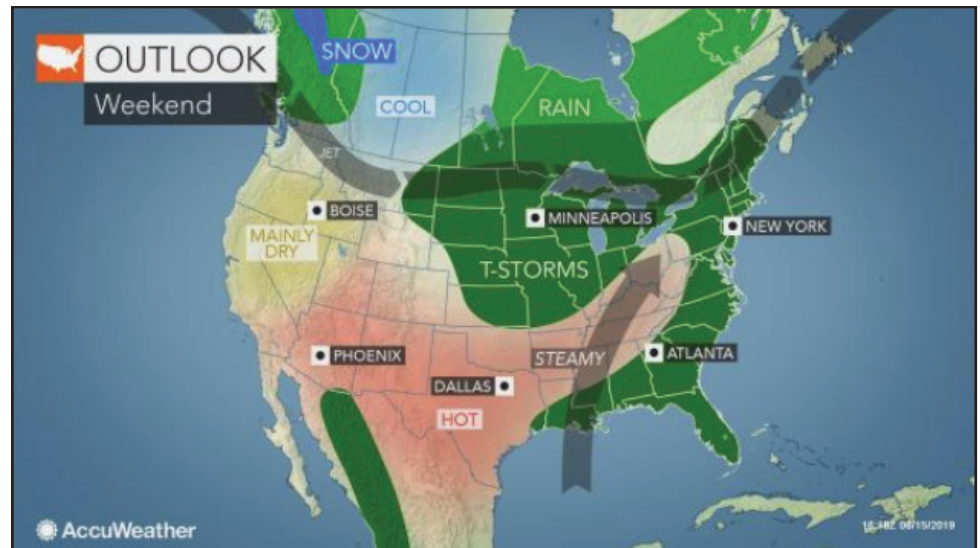 OUTLOOK
Weekend
SNOW
COOL
RAIN
JET
BOISE
MINNEAPOLIS
NEW YORK
MAINLY
DRY
T-STORMS
PHOENIX
STEAMY
ATLANTA
DALLAS
HOT
AccuWeather